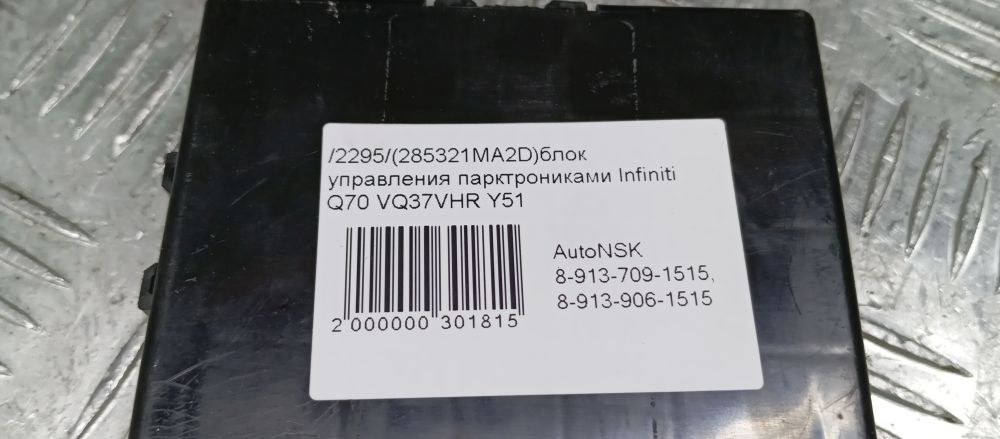 /2295/(285321MA2D)блок
управления парктрониками Infiniti
Q70 VQ37VHR Y51
AutoNSK
8-913-709-1515,
8-913-906-1515
2 000000 301815